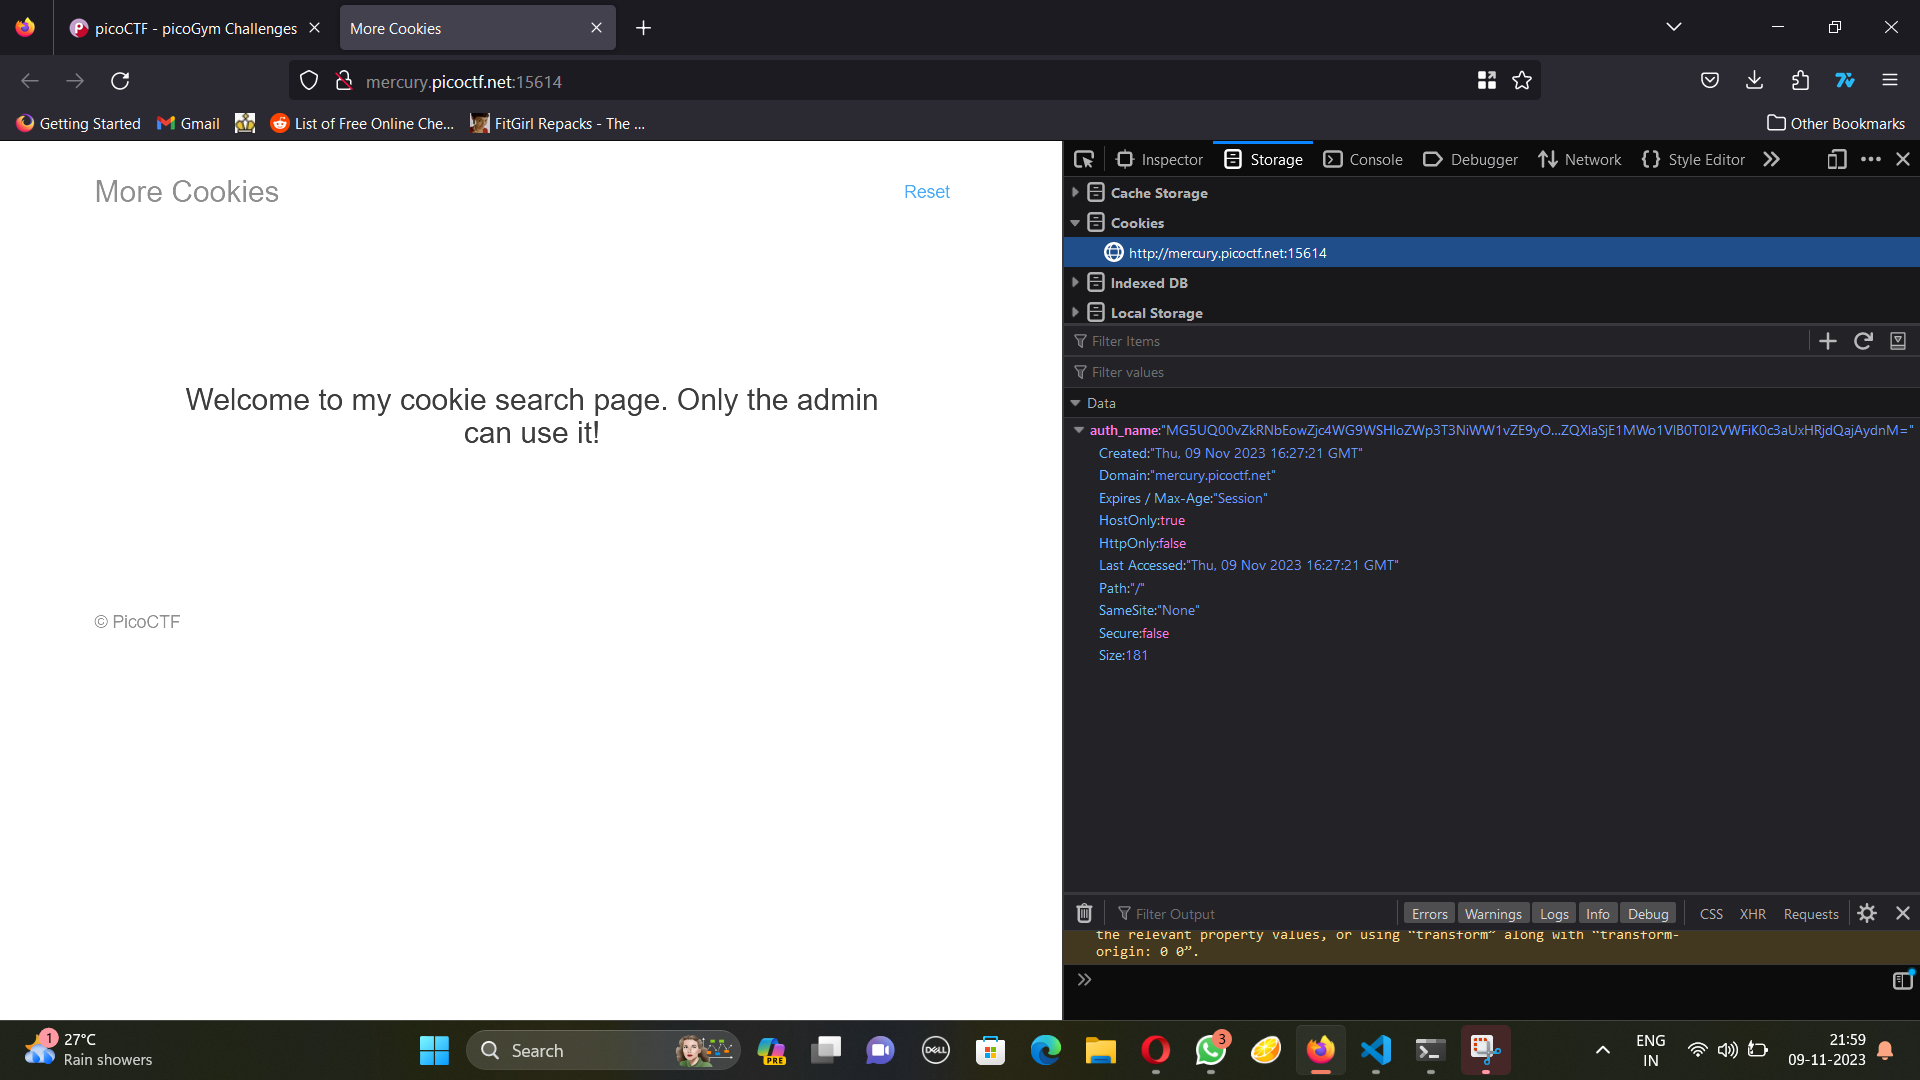 picoCTF - picoGym Challenges
More Cookies
mercury.picoctf.net:15614
Getting Started
Gmail
List of Free Online Che...
FitGirl Repacks - The ...
Other Bookmarks
More Cookies
Reset
Welcome to my cookie search page. Only the admin
can use it!
© PicoCTF
Inspector
Storage
Console
Debugger
Network
Style Editor
Cache Storage
Cookies
http://mercury.picoctf.net:15614
Indexed DB
Local Storage
Filter Items
Filter values
Data
auth_name:"MG5UQ00vZkRNbEowZjc4WG9WSHloZWp3T3NiWW1vZE9yO...ZQXlaSjE1MWo1VlB0T0I2VWFiK0c3aUxHRjdQajAydnM="
Created:"Thu, 09 Nov 2023 16:27:21 GMT"
Domain:"mercury.picoctf.net"
Expires / Max-Age:"Session"
HostOnly:true
HttpOnly:false
Last Accessed:"Thu, 09 Nov 2023 16:27:21 GMT"
Path:"/"
SameSite:"None"
Secure:false
Size:181
Filter Output
Errors
Warnings
Logs
Info
Debug
CSS
XHR
Requests
the relevant property values, or using “transform” along with “transform-
origin: 0 0”.
1
27°C
Rain showers
Search
PRE
DELL
3
ENG
IN
21:59
09-11-2023